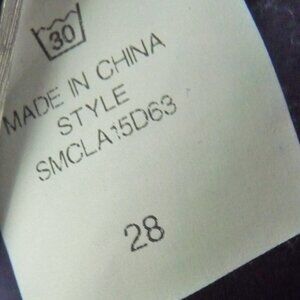 30
MADE IN CHINA
STYLE
SMCLA15D63
28